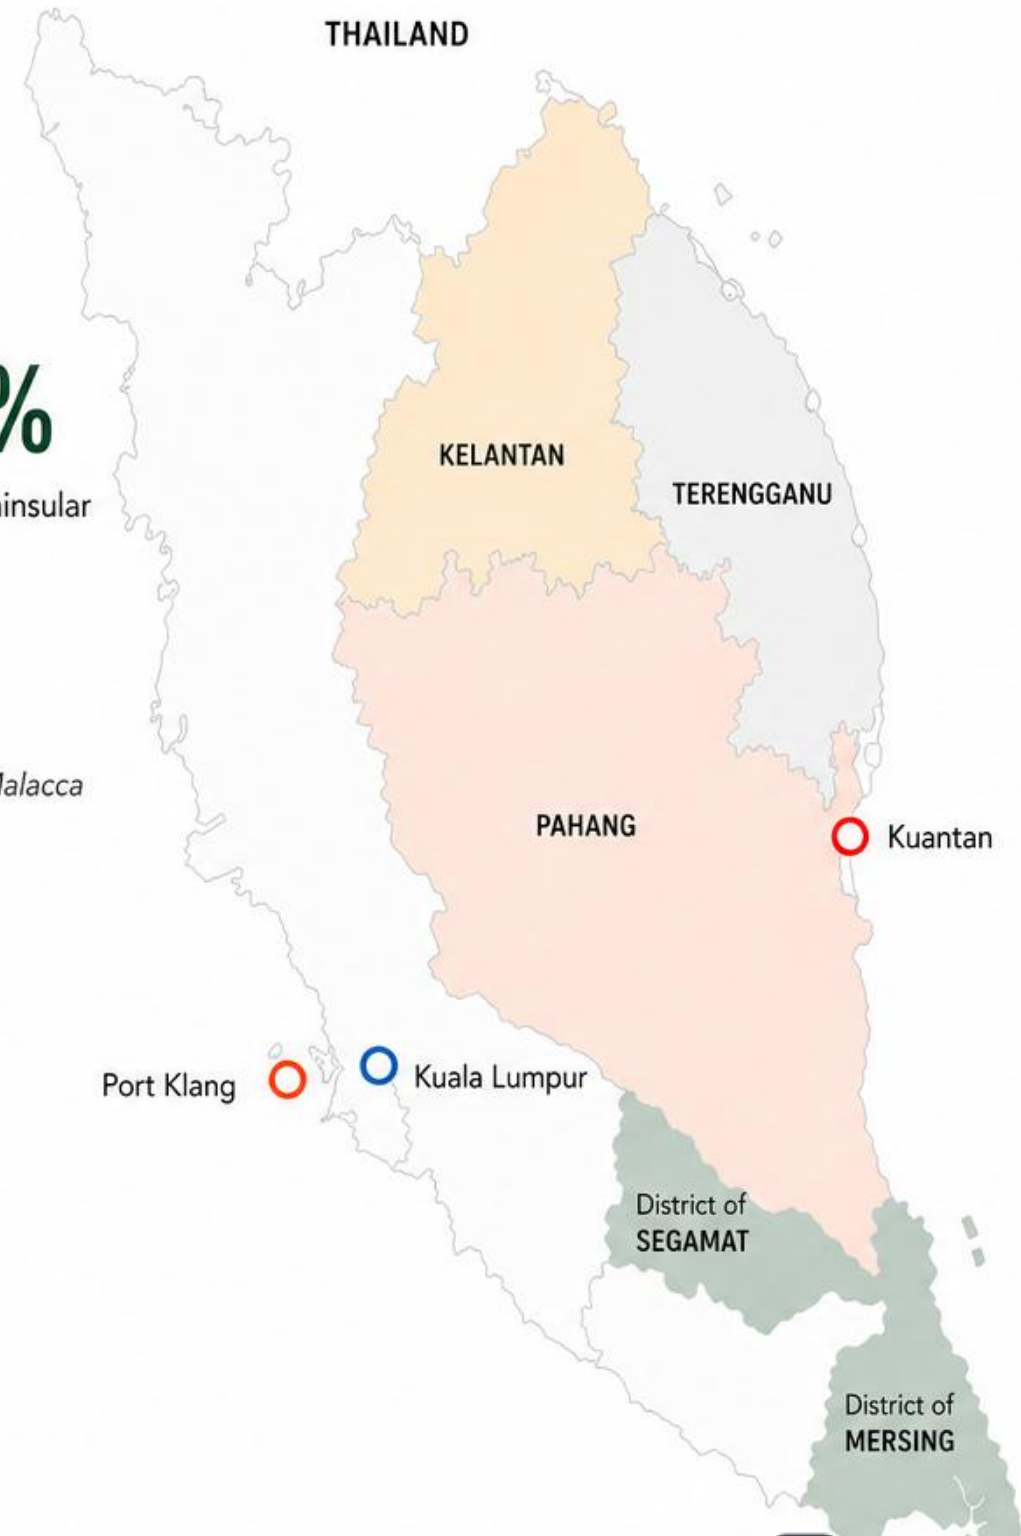 THAILAND
%
insular
KELANTAN
TERENGGANU
alacca
PAHANG
Kuantan
Port Klang
Kuala Lumpur
District of
SEGAMAT
District of
MERSING